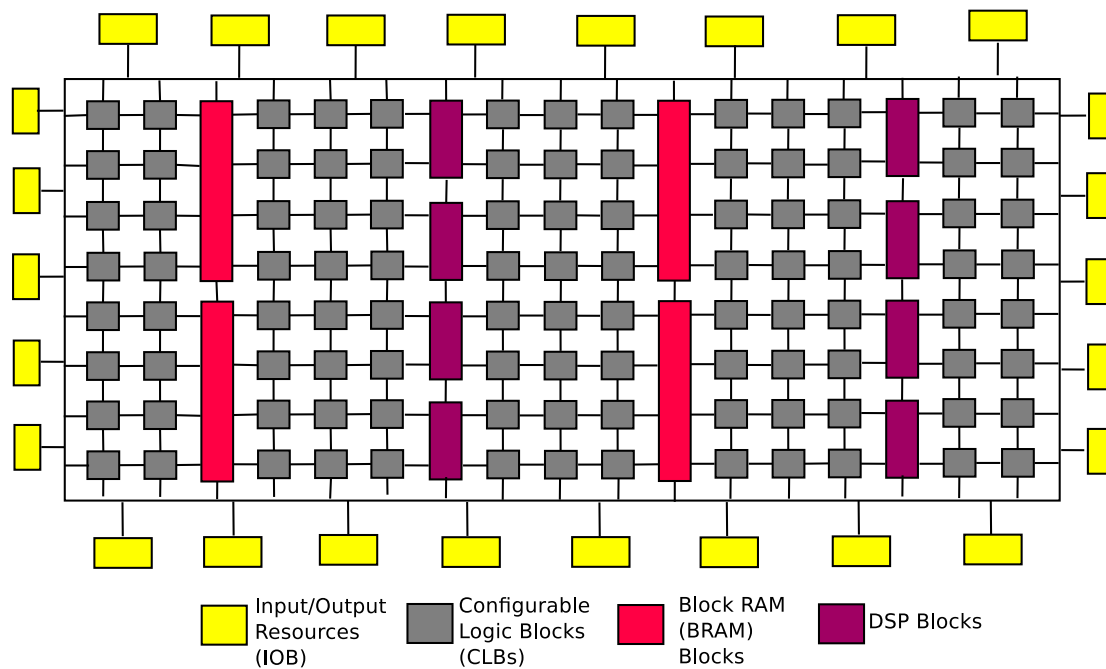 Input/Output
Resources
(IOB)
Configurable
Logic Blocks
(CLBs)
Block RAM
(BRAM)
Blocks
DSP Blocks